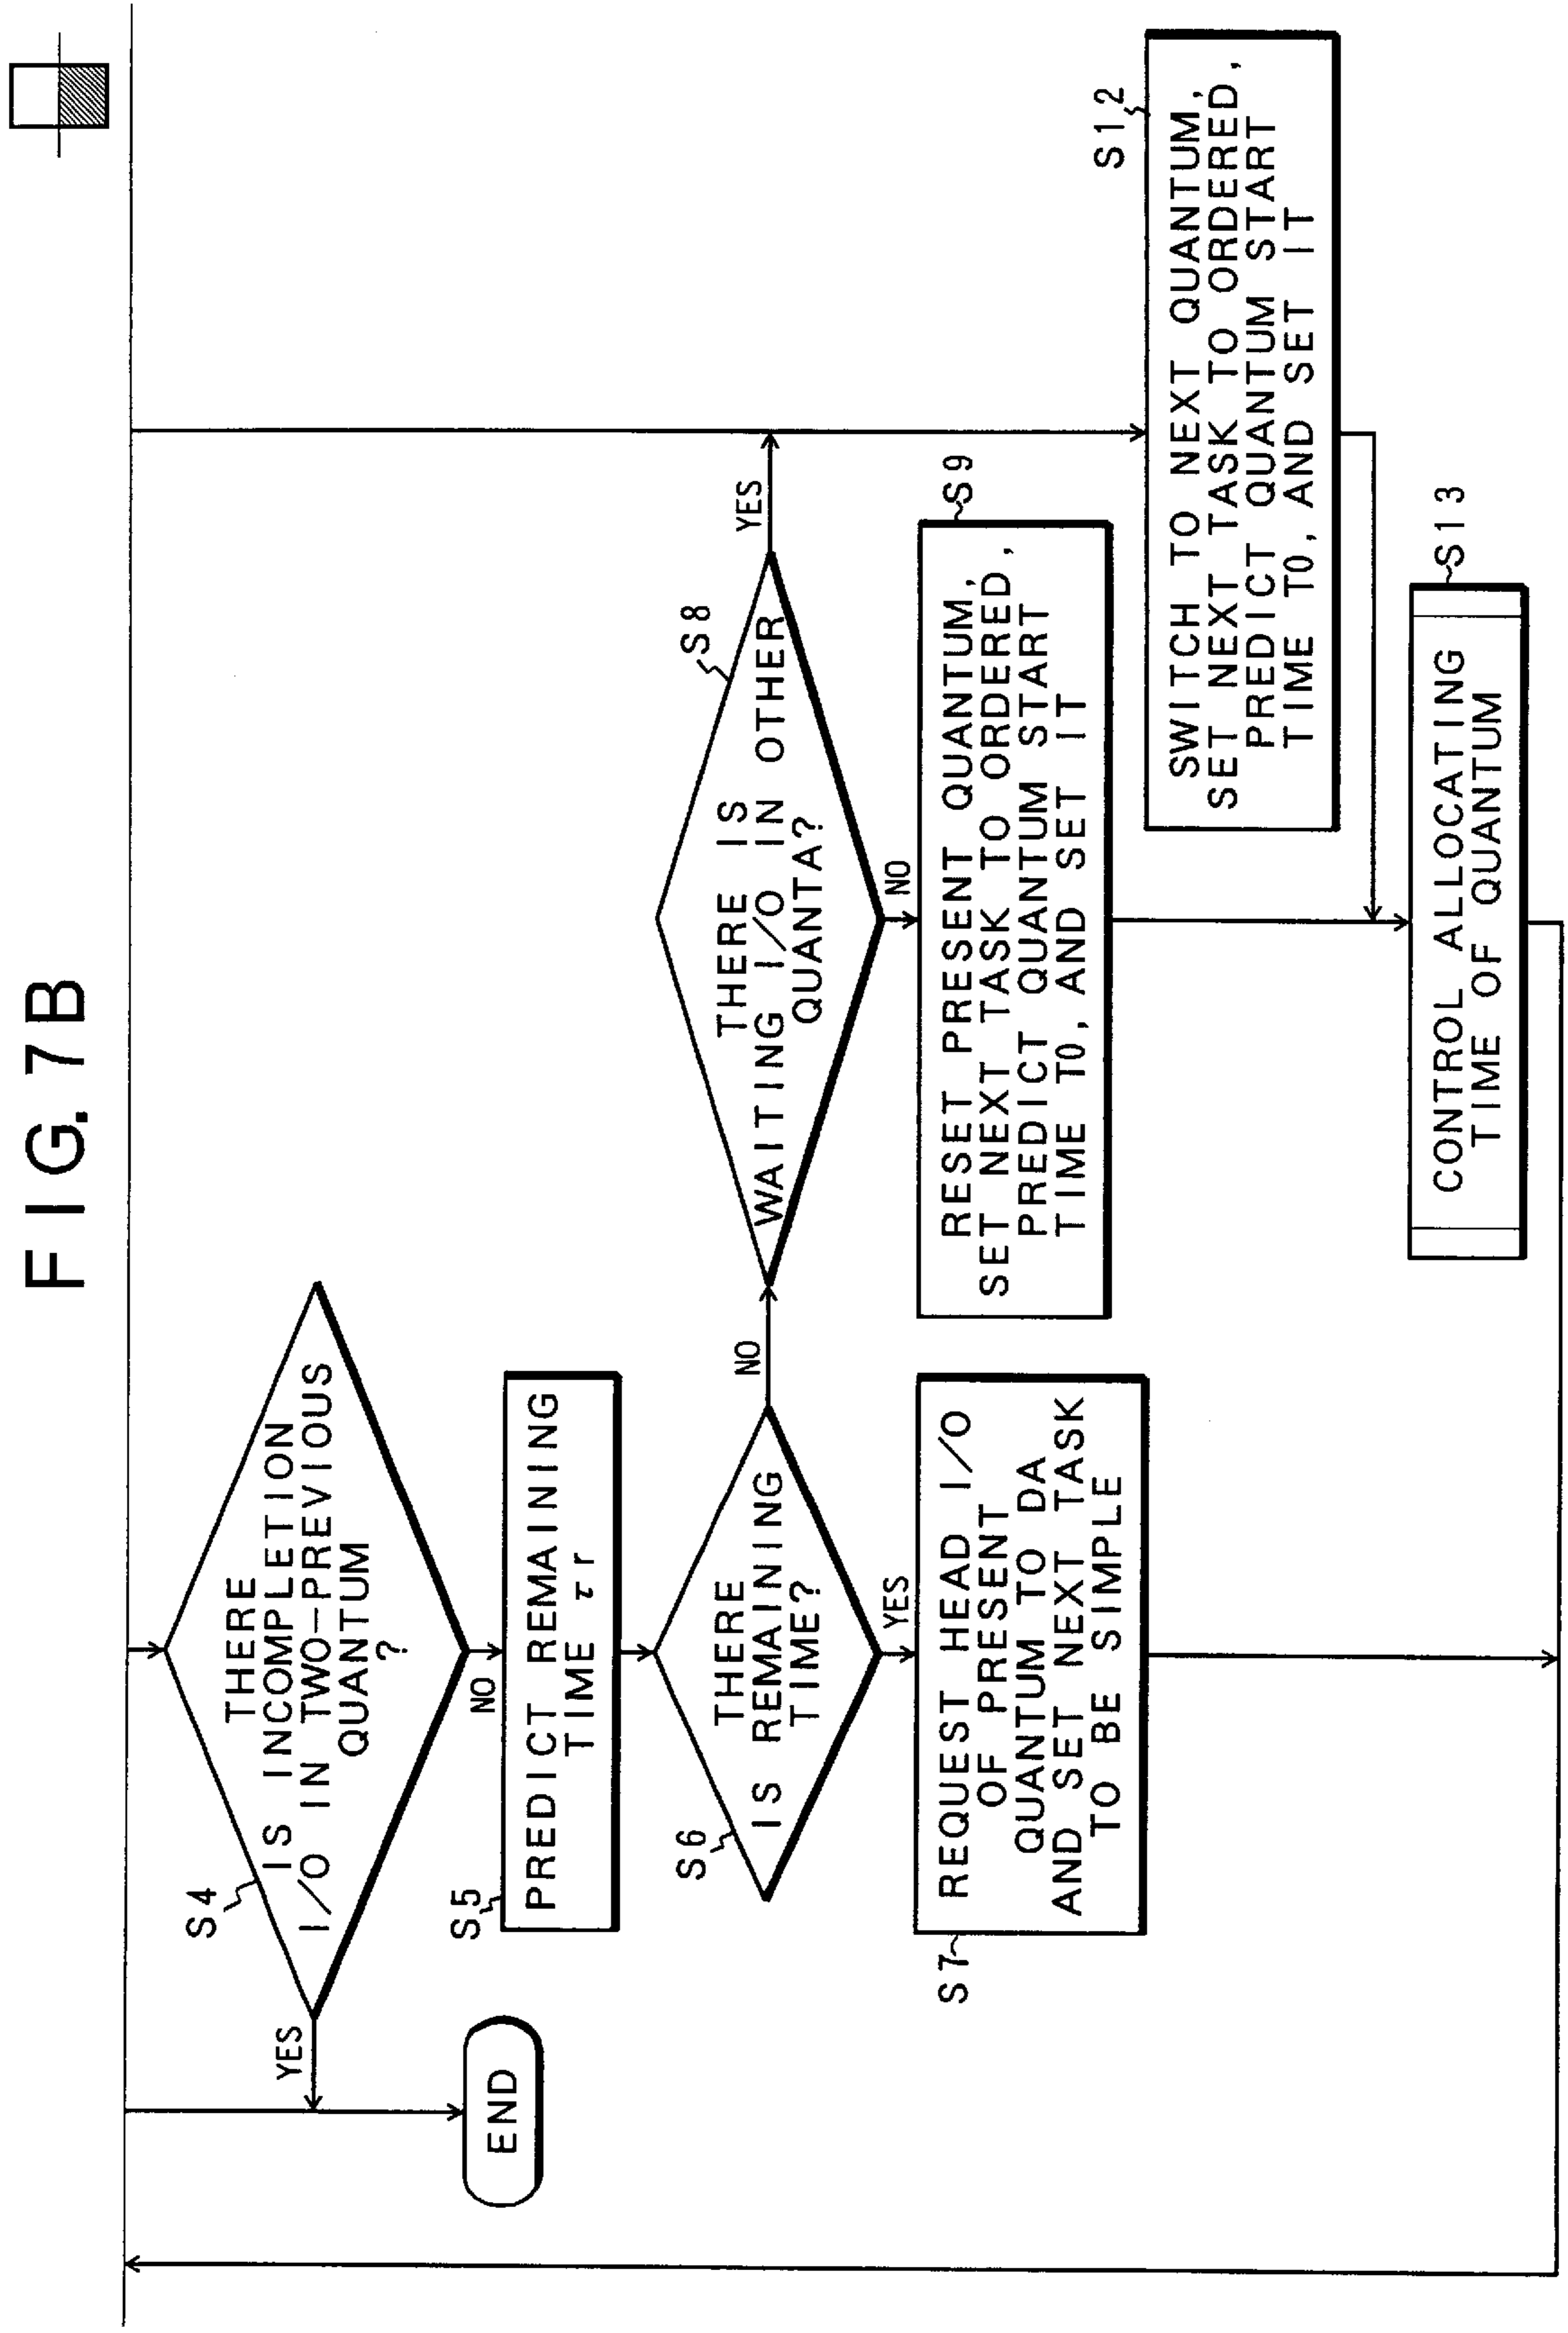 FIG. 7B
S4
THERE
IS INCOMPLETION
I/O IN TWO-PREVIOUS
QUANTUM
?
YES
END
NO
S5
PREDICT REMAINING
TIME τr
S6
THERE
IS REMAINING
TIME?
NO
YES
S7
REQUEST HEAD I/O
OF PRESENT
QUANTUM TO DA
AND SET NEXT TASK
TO BE SIMPLE
S8
THERE IS
WAITING I/O IN OTHER
QUANTA?
YES
NO
S9
RESET PRESENT QUANTUM,
SET NEXT TASK TO ORDERED,
PREDICT QUANTUM START
TIME T0, AND SET IT
S12
SWITCH TO NEXT QUANTUM,
SET NEXT TASK TO ORDERED,
PREDICT QUANTUM START
TIME T0, AND SET IT
S13
CONTROL ALLOCATING
TIME OF QUANTUM